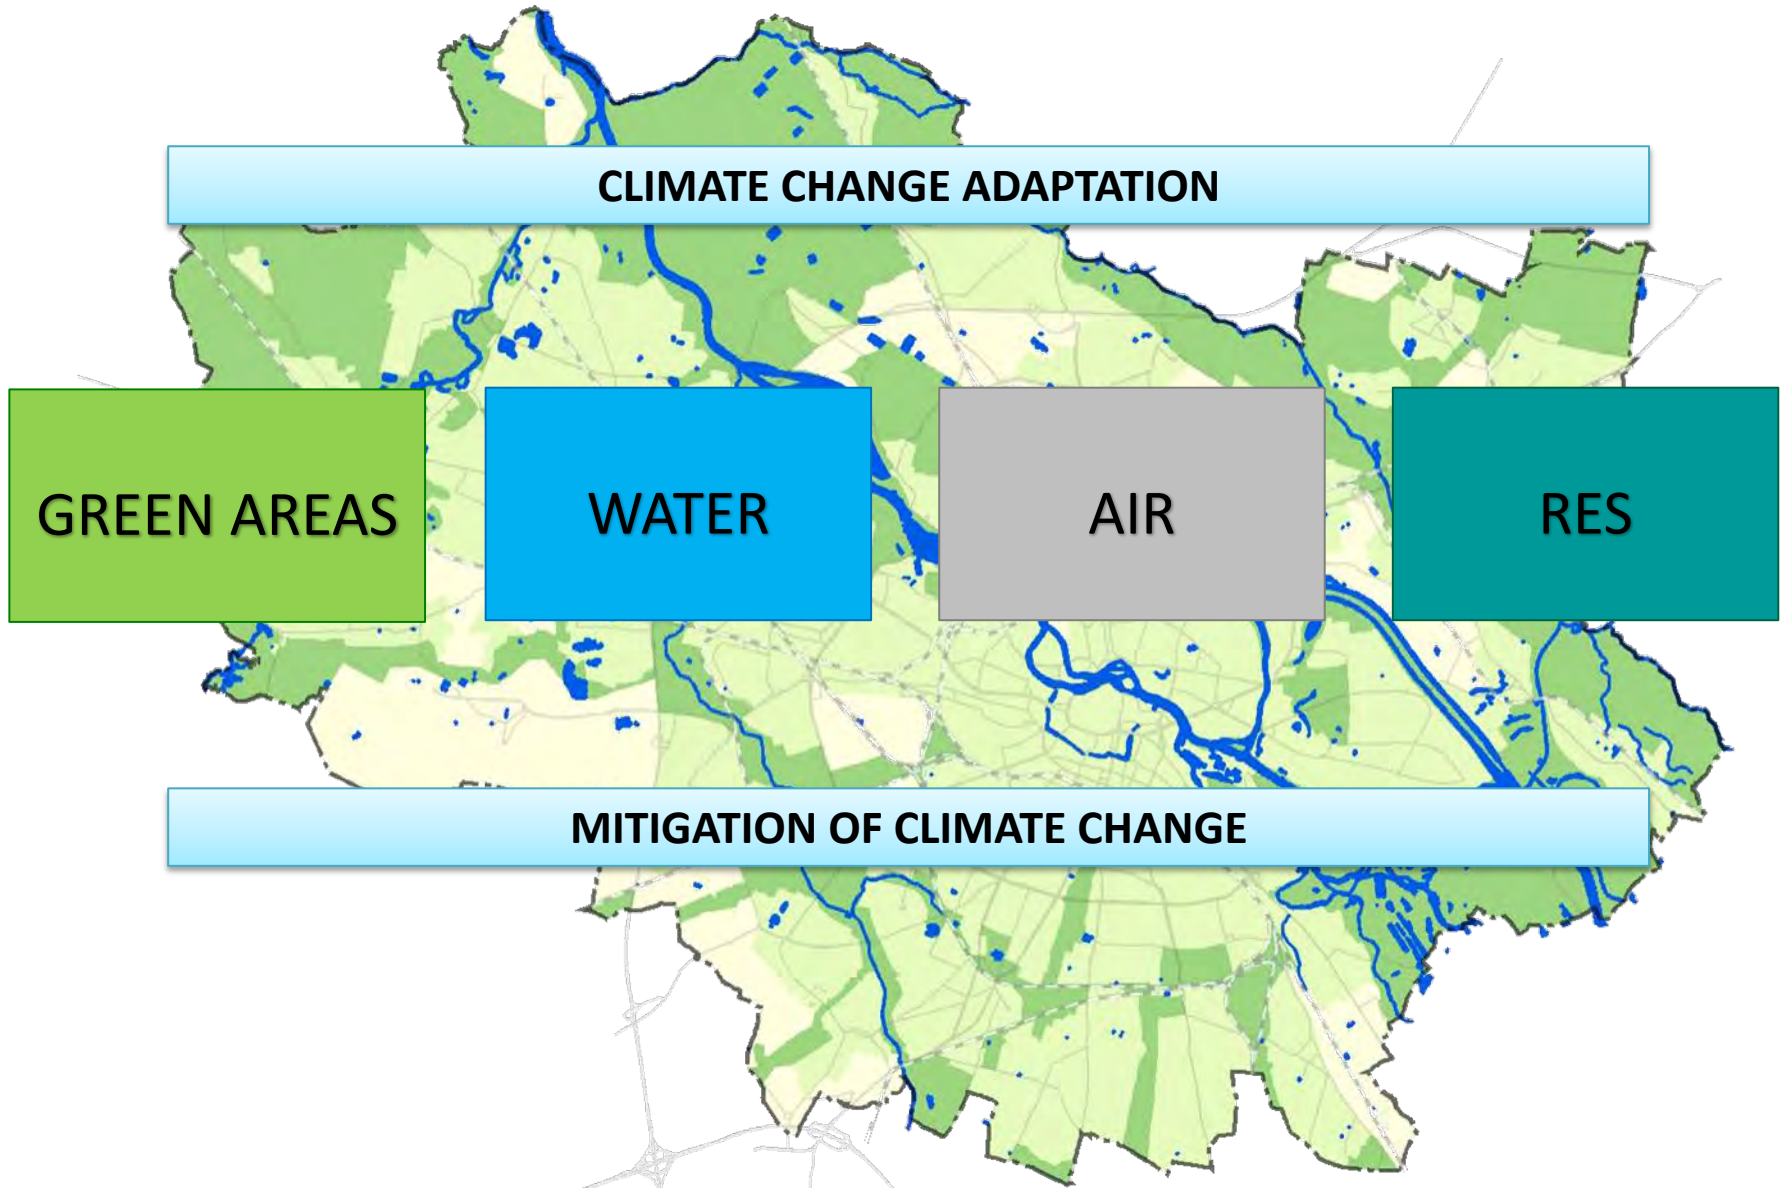 CLIMATE CHANGE ADAPTATION
GREEN AREAS
WATER
AIR
RES
MITIGATION OF CLIMATE CHANGE